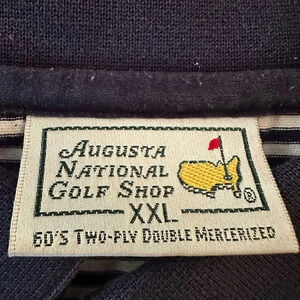 AUGUSTA
NATIONAL
GOLF SHOP
®
XXL
60'S TWO-PLY DOUBLE MERCERIZED